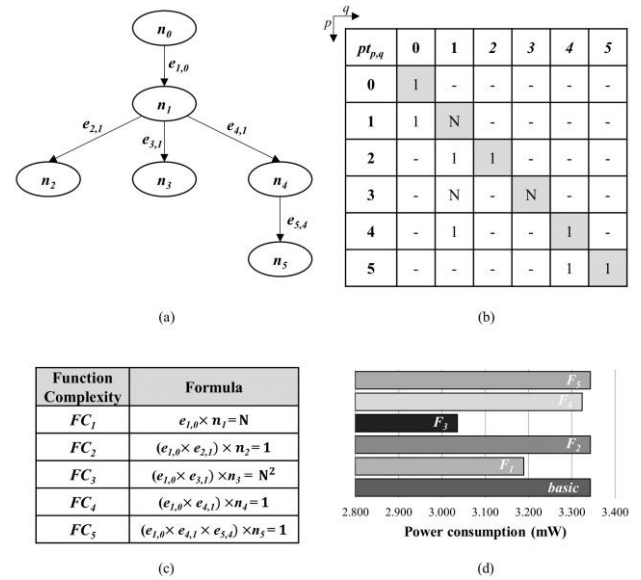 n0
e1,0
n1
e2,1
e3,1
e4,1
n2
n3
n4
e5,4
n5
(a)
q
p
ptp,q 0 1 2 3 4 5
0 1 - - - - -
1 1 N - - - -
2 - 1 1 - - -
3 - N - N - -
4 - 1 - - 1 -
5 - - - - 1 1
(b)
Function Complexity Formula
FC1 e1,0× n1= N
FC2 (e1,0× e2,1) × n2= 1
FC3 (e1,0× e3,1) ×n3 = N²
FC4 (e1,0× e4,1) ×n4= 1
FC5 (e1,0× e4,1 × e5,4) ×n5= 1
(c)
F5
F4
F3
F2
F1
basic
2.800 2.900 3.000 3.100 3.200 3.300 3.400
Power consumption (mW)
(d)